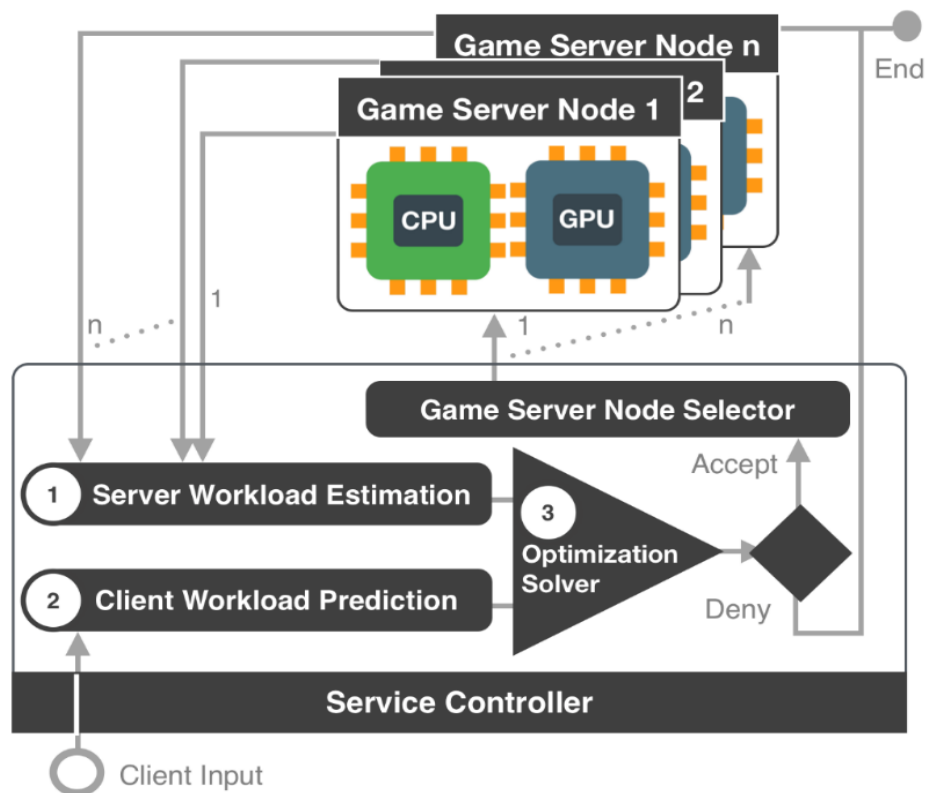 Game Server Node n
End
2
Game Server Node 1
CPU
GPU
1
n
1
n
Game Server Node Selector
Accept
1
Server Workload Estimation
3
Optimization
Solver
2
Client Workload Prediction
Deny
Service Controller
Client Input